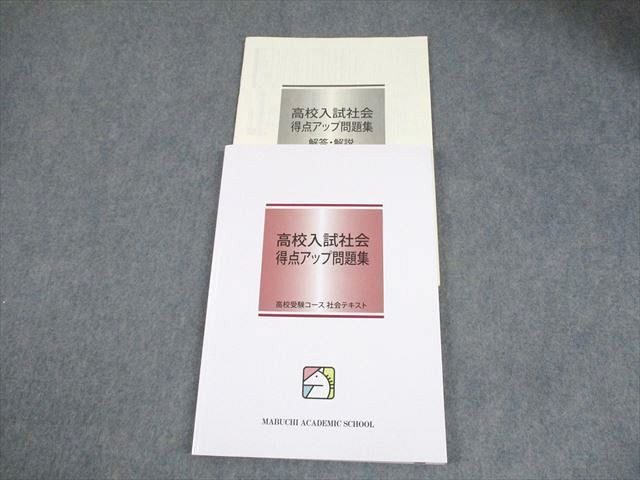 高校入試社会
得点アップ問題集
解答・解説
高校入試社会
得点アップ問題集
高校受験コース 社会テキスト
MABUCHI ACADEMIC SCHOOL